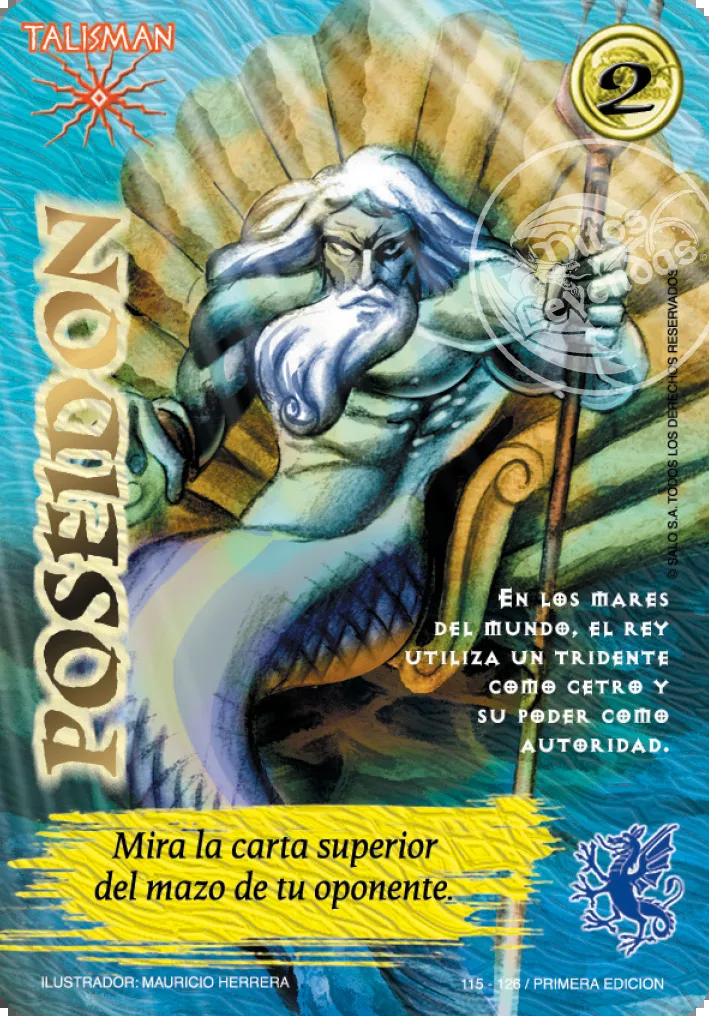 TALISMAN
2
Mitos
y
Leyendas
POSEIDON
© SALO S.A. TODOS LOS DERECHOS RESERVADOS
EN LOS MARES
DEL MUNDO, EL REY
UTILIZA UN TRIDENTE
COMO CETRO Y
SU PODER COMO
AUTORIDAD.
Mira la carta superior
del mazo de tu oponente.
ILUSTRADOR: MAURICIO HERRERA
115 - 126 / PRIMERA EDICION